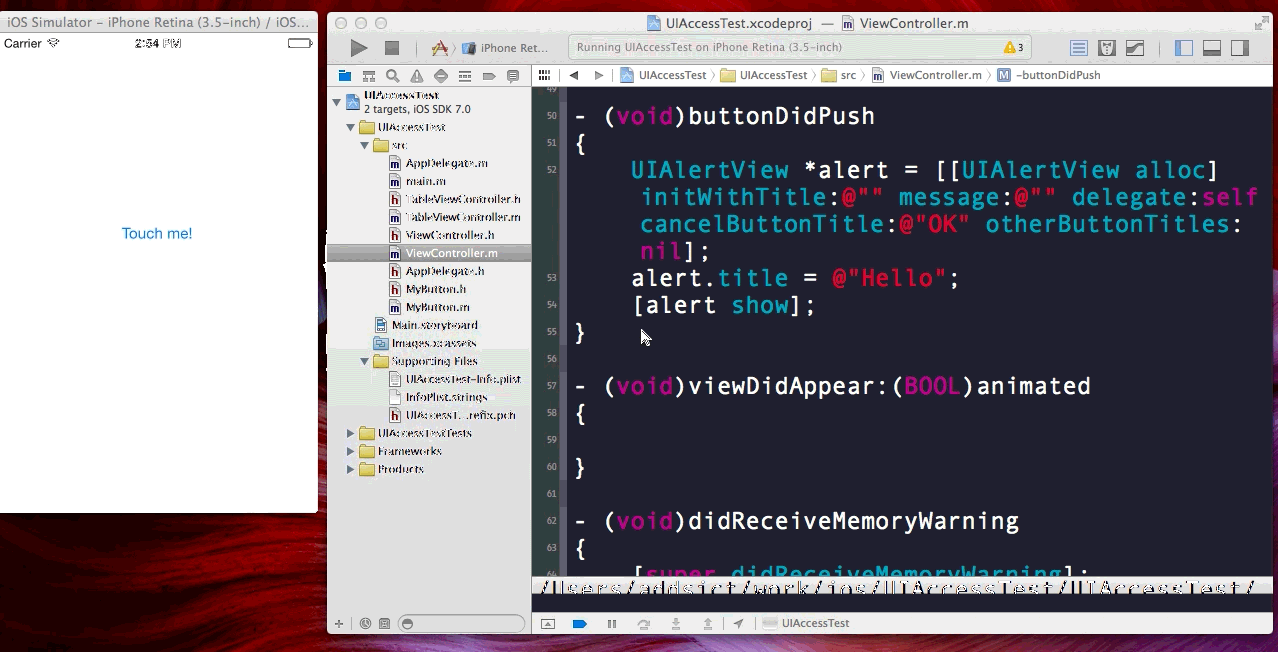 iOS Simulator – iPhone Retina (3.5-inch) / iOS...
Carrier 2:54 PM
Touch me!
UIAccessTest.xcodeproj — ViewController.m
iPhone Ret...
Running UIAccessTest on iPhone Retina (3.5-inch)
3
UIAccessTest
UIAccessTest
src
ViewController.m
M -buttonDidPush
UIAccessTest
2 targets, iOS SDK 7.0
UIAccessTest
src
m AppDelegate.m
m main.m
h TableViewController.h
m TableViewController.m
h ViewController.h
m ViewController.m
h AppDelegate.h
h MyButton.h
m MyButton.m
Main.storyboard
Images.xcassets
Supporting Files
UIAccessTest-Info.plist
InfoPlist.strings
h UIAccessT...refix.pch
UIAccessTestTests
Frameworks
Products
49
50 - (void)buttonDidPush
51 {
52 UIAlertView *alert = [[UIAlertView alloc]
initWithTitle:@"" message:@"" delegate:self
cancelButtonTitle:@"OK" otherButtonTitles:
nil];
53 alert.title = @"Hello";
54 [alert show];
55 }
56
57 - (void)viewDidAppear:(BOOL)animated
58 {
59
60 }
61
62 - (void)didReceiveMemoryWarning
63 {
64 [super didReceiveMemoryWarning];
/Users/addsict/work/ios/UIAccessTest/UIAccessTest/
UIAccessTest